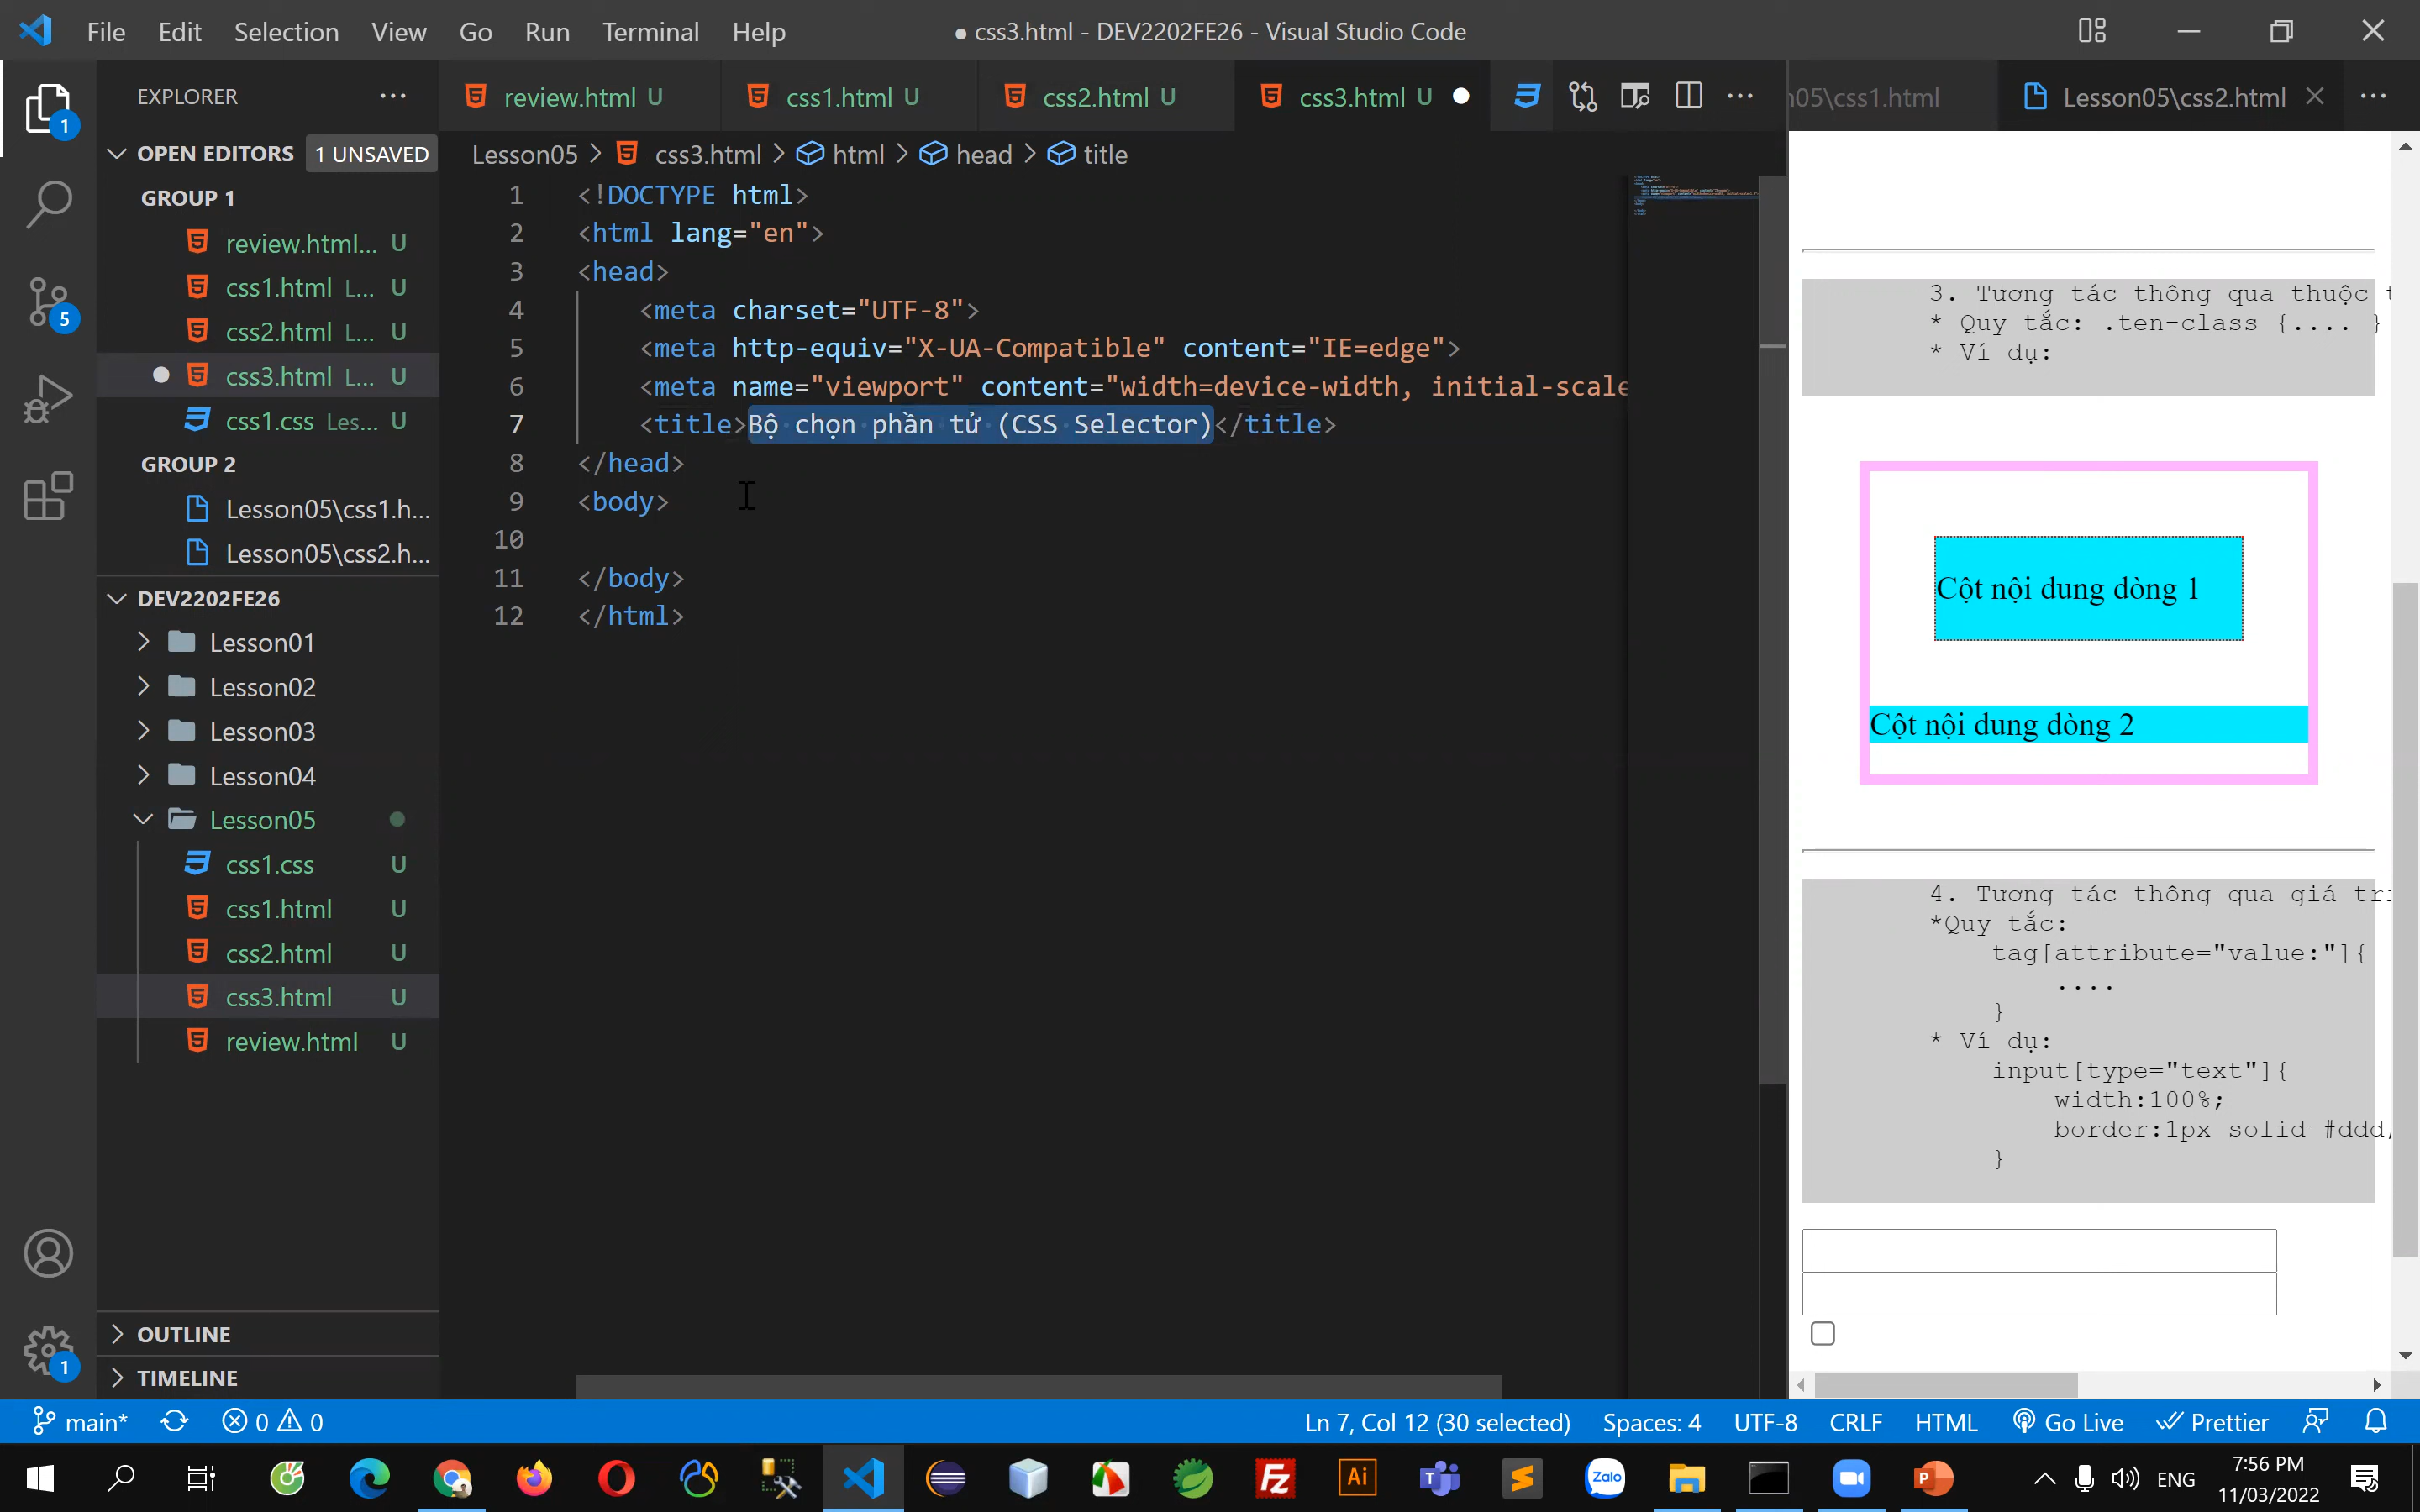 File Edit Selection View Go Run Terminal Help
● css3.html - DEV2202FE26 - Visual Studio Code
EXPLORER
OPEN EDITORS 1 UNSAVED
GROUP 1
review.html... U
css1.html L... U
css2.html L... U
css3.html L... U
css1.css Les... U
GROUP 2
Lesson05\css1.h...
Lesson05\css2.h...
DEV2202FE26
Lesson01
Lesson02
Lesson03
Lesson04
Lesson05
css1.css U
css1.html U
css2.html U
css3.html U
review.html U
OUTLINE
TIMELINE
1
5
1
review.html U css1.html U css2.html U css3.html U
Lesson05 > css3.html > html > head > title
1 <!DOCTYPE html>
2 <html lang="en">
3 <head>
4 <meta charset="UTF-8">
5 <meta http-equiv="X-UA-Compatible" content="IE=edge">
6 <meta name="viewport" content="width=device-width, initial-scale
7 <title>Bộ chọn phần tử (CSS Selector)</title>
8 </head>
9 <body>
10
11 </body>
12 </html>
05\css1.html Lesson05\css2.html
3. Tương tác thông qua thuộc t
* Quy tắc: .ten-class {.... }
* Ví dụ:
Cột nội dung dòng 1
Cột nội dung dòng 2
4. Tương tác thông qua giá trị
*Quy tắc:
tag[attribute="value:"]{
....
}
* Ví dụ:
input[type="text"]{
width:100%;
border:1px solid #ddd;
}
main* 0 0 Ln 7, Col 12 (30 selected) Spaces: 4 UTF-8 CRLF HTML Go Live Prettier
Fz Ai T Zalo P ENG
7:56 PM
11/03/2022